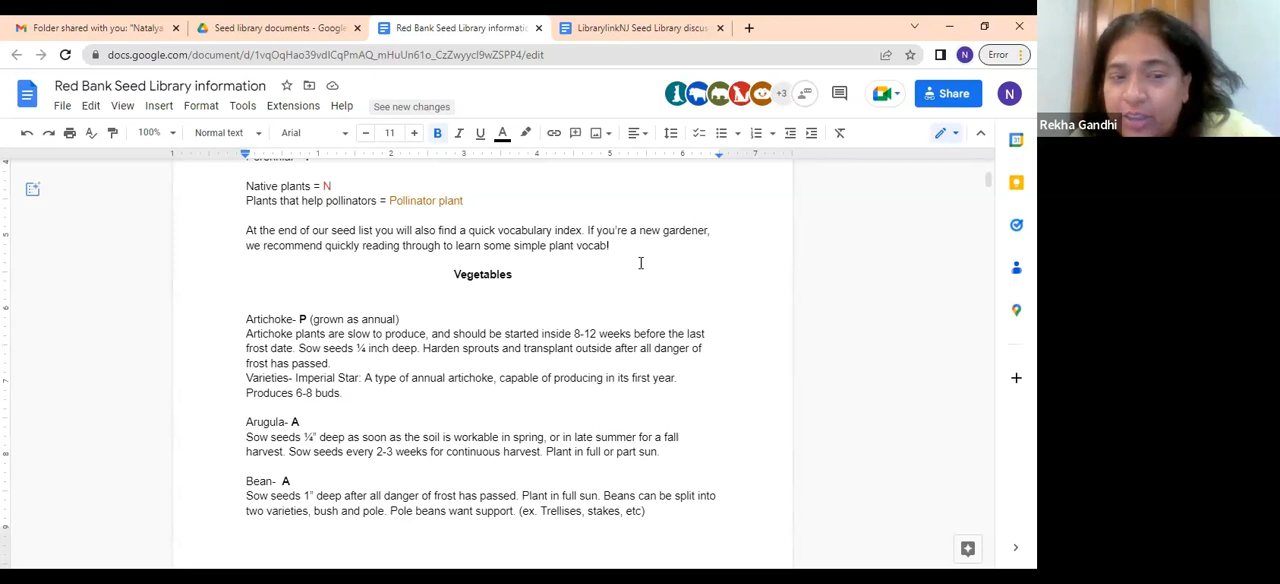 Folder shared with you: "Natalya
Seed library documents - Google
Red Bank Seed Library informati
LibrarylinkNJ Seed Library discus
docs.google.com/document/d/1vqOqHao39vdICqPmAQ_mHuUn61o_CzZwyycl9wZSPP4/edit
N
Error
Red Bank Seed Library information
File Edit View Insert Format Tools Extensions Help
See new changes
+3
Share
N
100%
Normal text
Arial
11
Rekha Gandhi
Native plants = N
Plants that help pollinators = Pollinator plant
At the end of our seed list you will also find a quick vocabulary index. If you're a new gardener,
we recommend quickly reading through to learn some simple plant vocab!
Vegetables
Artichoke- P (grown as annual)
Artichoke plants are slow to produce, and should be started inside 8-12 weeks before the last
frost date. Sow seeds ¼ inch deep. Harden sprouts and transplant outside after all danger of
frost has passed.
Varieties- Imperial Star: A type of annual artichoke, capable of producing in its first year.
Produces 6-8 buds.
Arugula- A
Sow seeds ¼" deep as soon as the soil is workable in spring, or in late summer for a fall
harvest. Sow seeds every 2-3 weeks for continuous harvest. Plant in full or part sun.
Bean- A
Sow seeds 1" deep after all danger of frost has passed. Plant in full sun. Beans can be split into
two varieties, bush and pole. Pole beans want support. (ex. Trellises, stakes, etc)